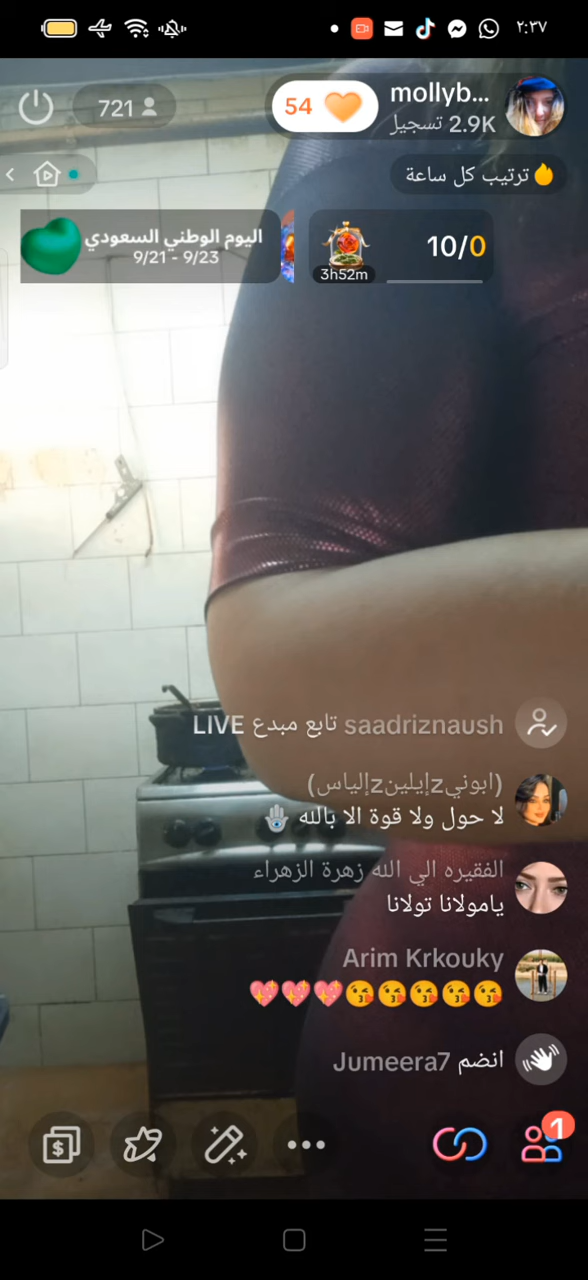 ٢:٣٧
mollyb...
2.9K تسجيل
54
721
ترتيب كل ساعة
اليوم الوطني السعودي
9/21 - 9/23
10/0
3h52m
saadriznaush تابع مبدع LIVE
(ابونيzإيلينzإلياس)
لا حول ولا قوة الا بالله
الفقيره الي الله زهرة الزهراء
يامولانا تولانا
Arim Krkouky
😘😘😘😘😘💖💖💖
Jumeera7 انضم
1